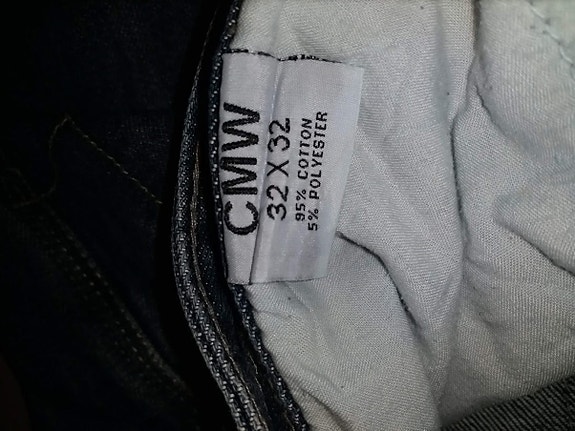 CMW
32 X 32
95% COTTON
5% POLYESTER